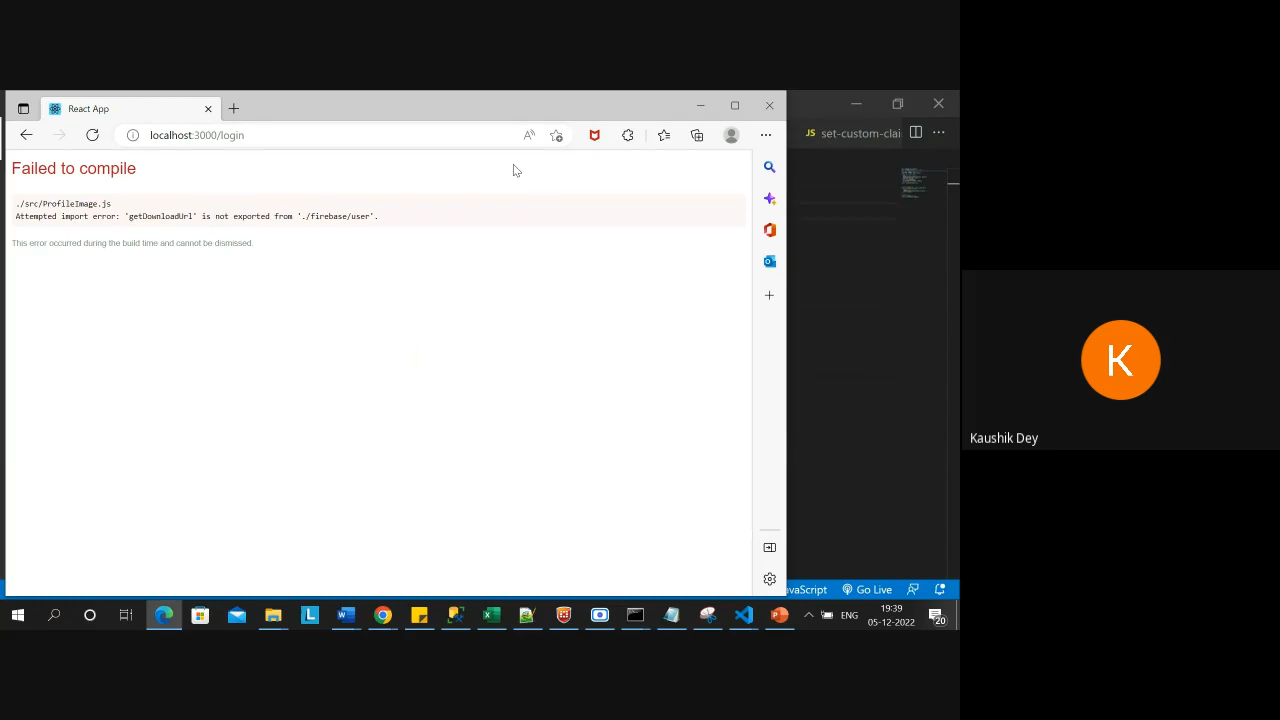 React App
localhost:3000/login
JS set-custom-clai
Failed to compile
./src/ProfileImage.js
Attempted import error: 'getDownloadUrl' is not exported from './firebase/user'.
This error occurred during the build time and cannot be dismissed.
K
Kaushik Dey
avaScript
Go Live
ENG
19:39
05-12-2022
20